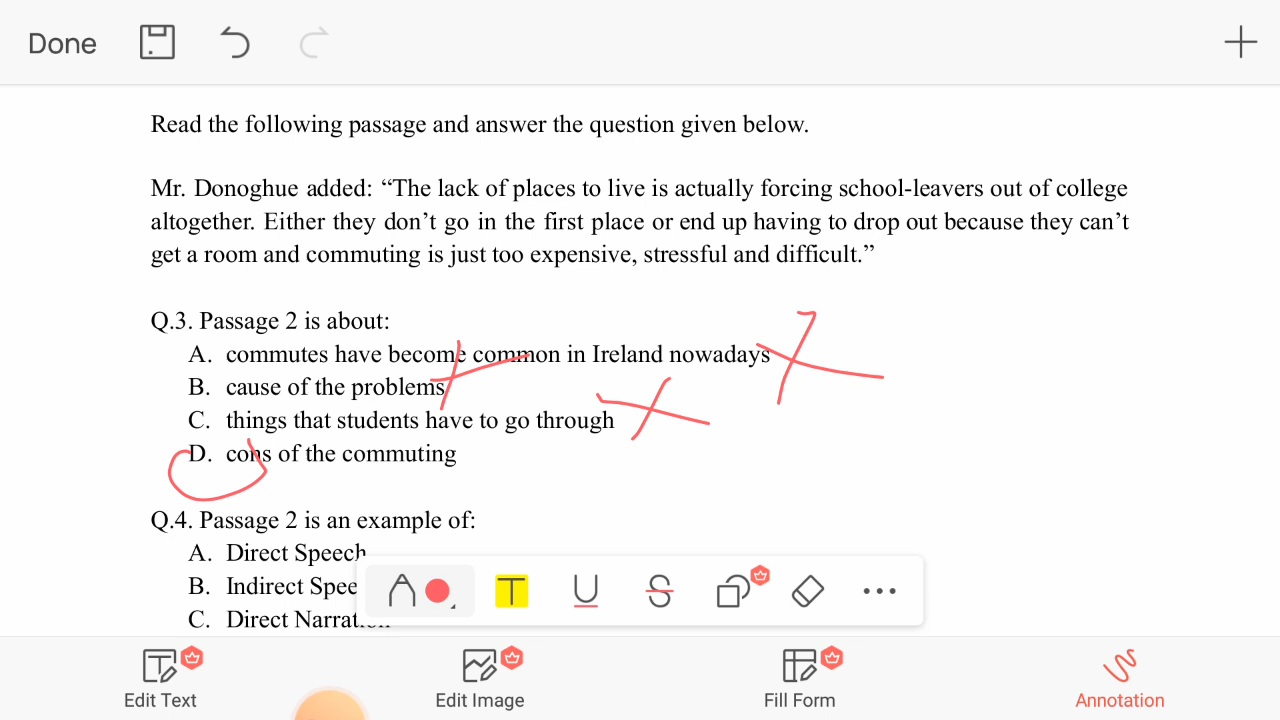 Done
Read the following passage and answer the question given below.
Mr. Donoghue added: “The lack of places to live is actually forcing school-leavers out of college
altogether. Either they don’t go in the first place or end up having to drop out because they can’t
get a room and commuting is just too expensive, stressful and difficult.”
Q.3. Passage 2 is about:
A. commutes have become common in Ireland nowadays
B. cause of the problems
C. things that students have to go through
D. cons of the commuting
Q.4. Passage 2 is an example of:
A. Direct Speech
B. Indirect Spee
C. Direct Narration
T U S
Edit Text Edit Image Fill Form Annotation